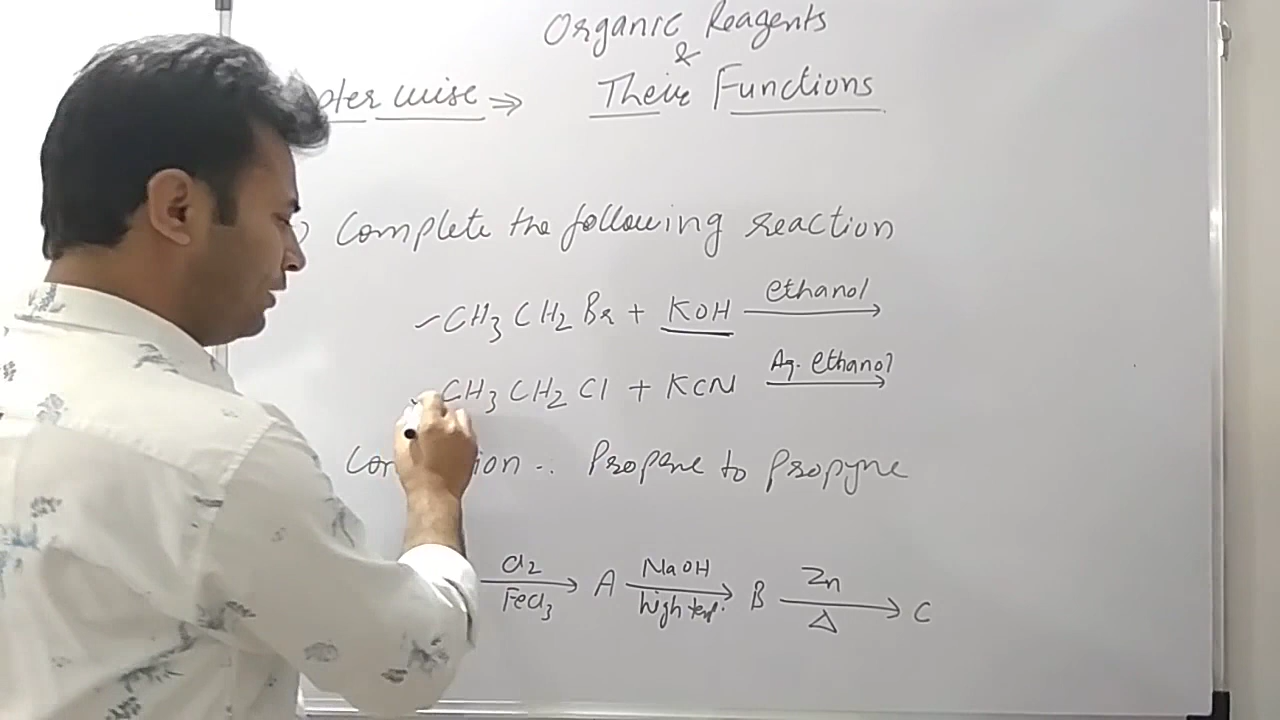 Organic Reagents
&
wise ⇒ Their Functions
) Complete the following reaction
CH3 CH2 Br + KOH ethanol →
CH3 CH2 Cl + KCN Aq. ethanol →
Propene to propyne
Cl2 FeCl3 → A NaOH high temp. → B Zn Δ → C